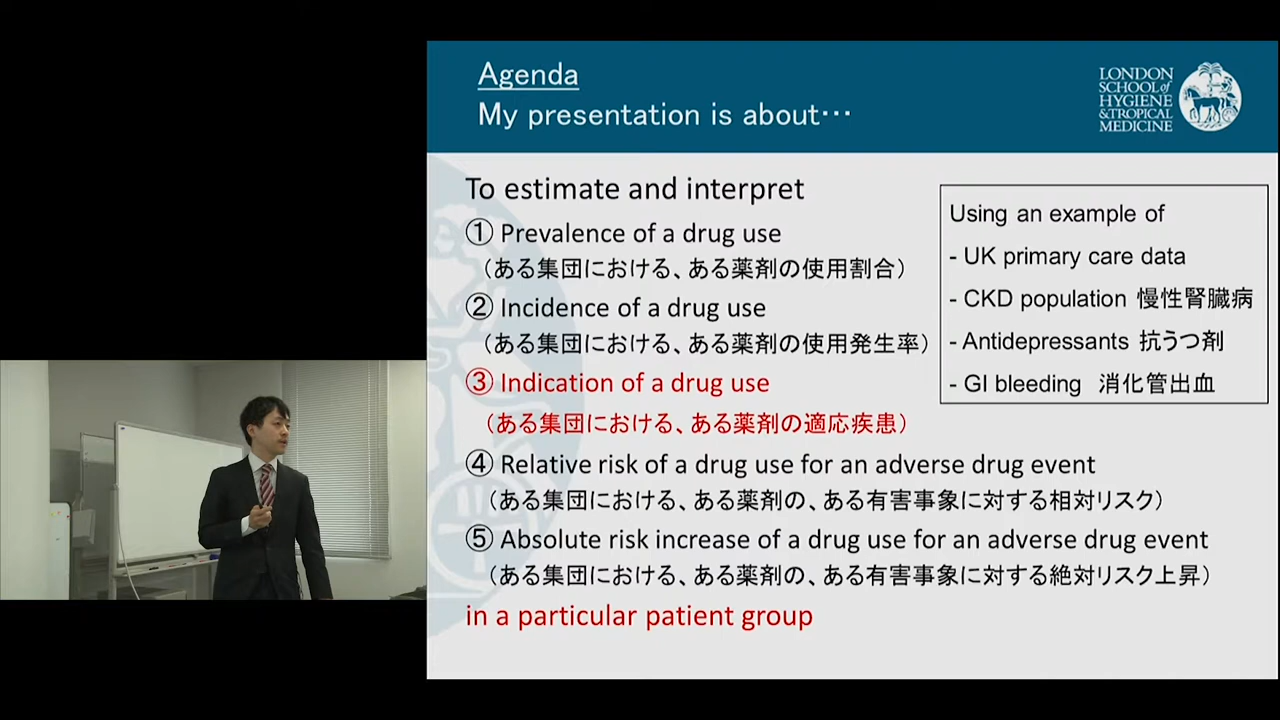 Agenda
My presentation is about…
LONDON
SCHOOL of
HYGIENE
& TROPICAL
MEDICINE
To estimate and interpret
① Prevalence of a drug use
（ある集団における、ある薬剤の使用割合）
② Incidence of a drug use
（ある集団における、ある薬剤の使用発生率）
③ Indication of a drug use
（ある集団における、ある薬剤の適応疾患）
④ Relative risk of a drug use for an adverse drug event
（ある集団における、ある薬剤の、ある有害事象に対する相対リスク）
⑤ Absolute risk increase of a drug use for an adverse drug event
（ある集団における、ある薬剤の、ある有害事象に対する絶対リスク上昇）
in a particular patient group
Using an example of
- UK primary care data
- CKD population 慢性腎臓病
- Antidepressants 抗うつ剤
- GI bleeding 消化管出血